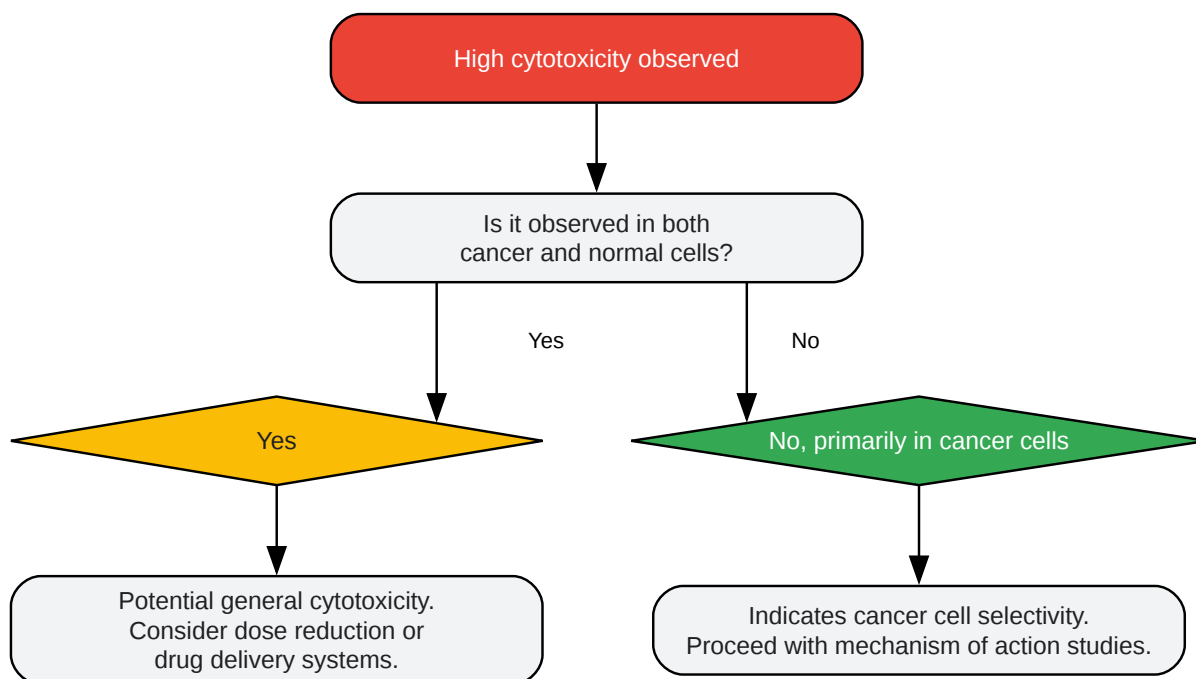 High cytotoxicity observed
Is it observed in both
cancer and normal cells?
Yes
No
Yes
No, primarily in cancer cells
Potential general cytotoxicity.
Consider dose reduction or
drug delivery systems.
Indicates cancer cell selectivity.
Proceed with mechanism of action studies.